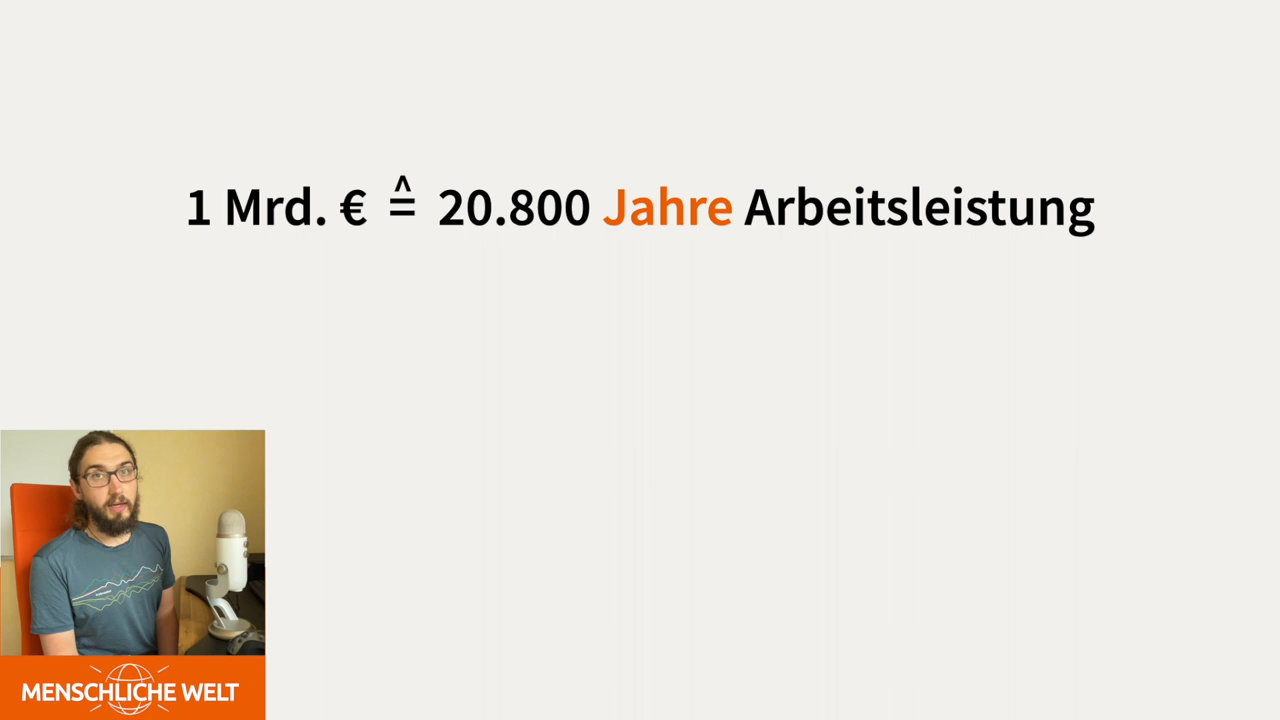 1 Mrd. € ≙ 20.800 Jahre Arbeitsleistung
MENSCHLICHE WELT